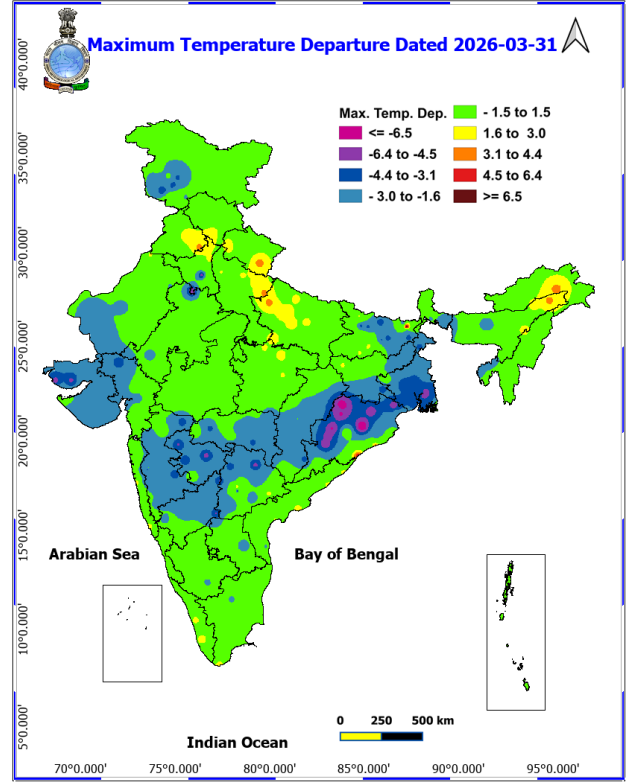 Maximum Temperature Departure Dated 2026-03-31
Max. Temp. Dep.
<= -6.5
-6.4 to -4.5
-4.4 to -3.1
- 3.0 to -1.6
- 1.5 to 1.5
1.6 to 3.0
3.1 to 4.4
4.5 to 6.4
>= 6.5
40°0.000'
35°0.000'
30°0.000'
25°0.000'
20°0.000'
15°0.000'
10°0.000'
5°0.000'
Arabian Sea
Bay of Bengal
Indian Ocean
0 250 500 km
70°0.000' 75°0.000' 80°0.000' 85°0.000' 90°0.000' 95°0.000'